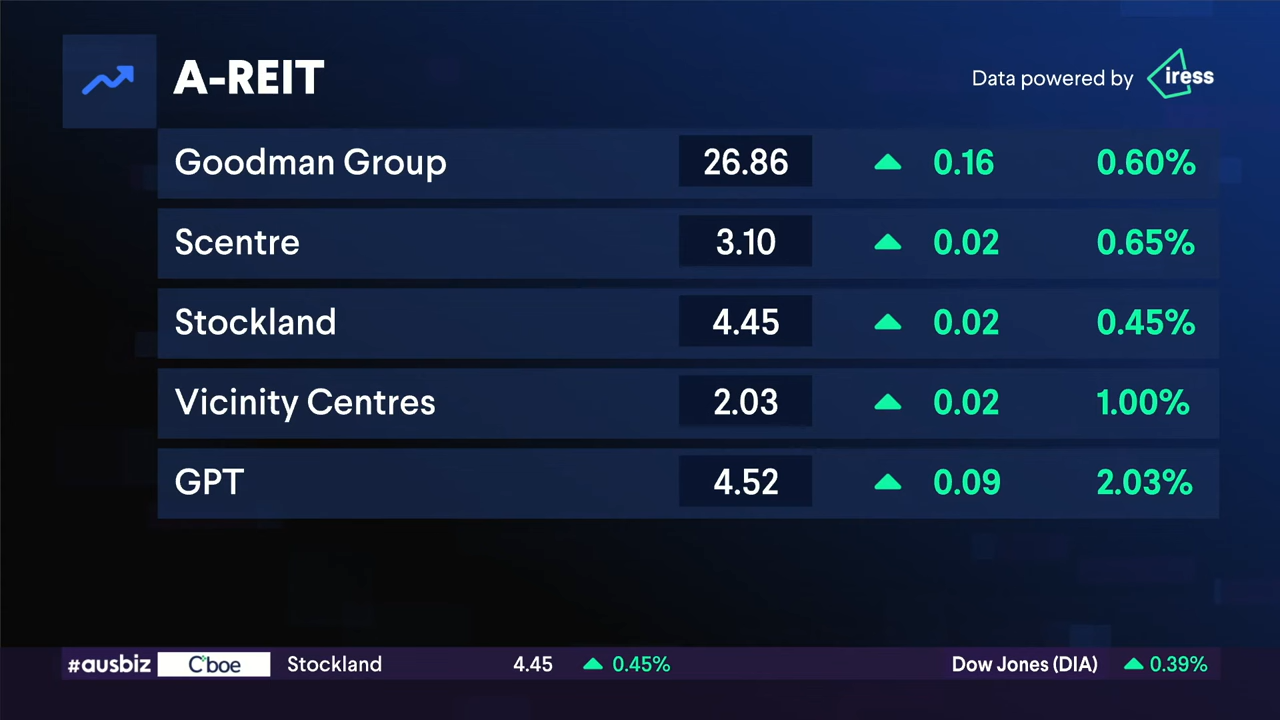 A-REIT
Data powered by iress
Goodman Group 26.86 0.16 0.60%
Scentre 3.10 0.02 0.65%
Stockland 4.45 0.02 0.45%
Vicinity Centres 2.03 0.02 1.00%
GPT 4.52 0.09 2.03%
#ausbiz Cboe Stockland 4.45 0.45% Dow Jones (DIA) 0.39%